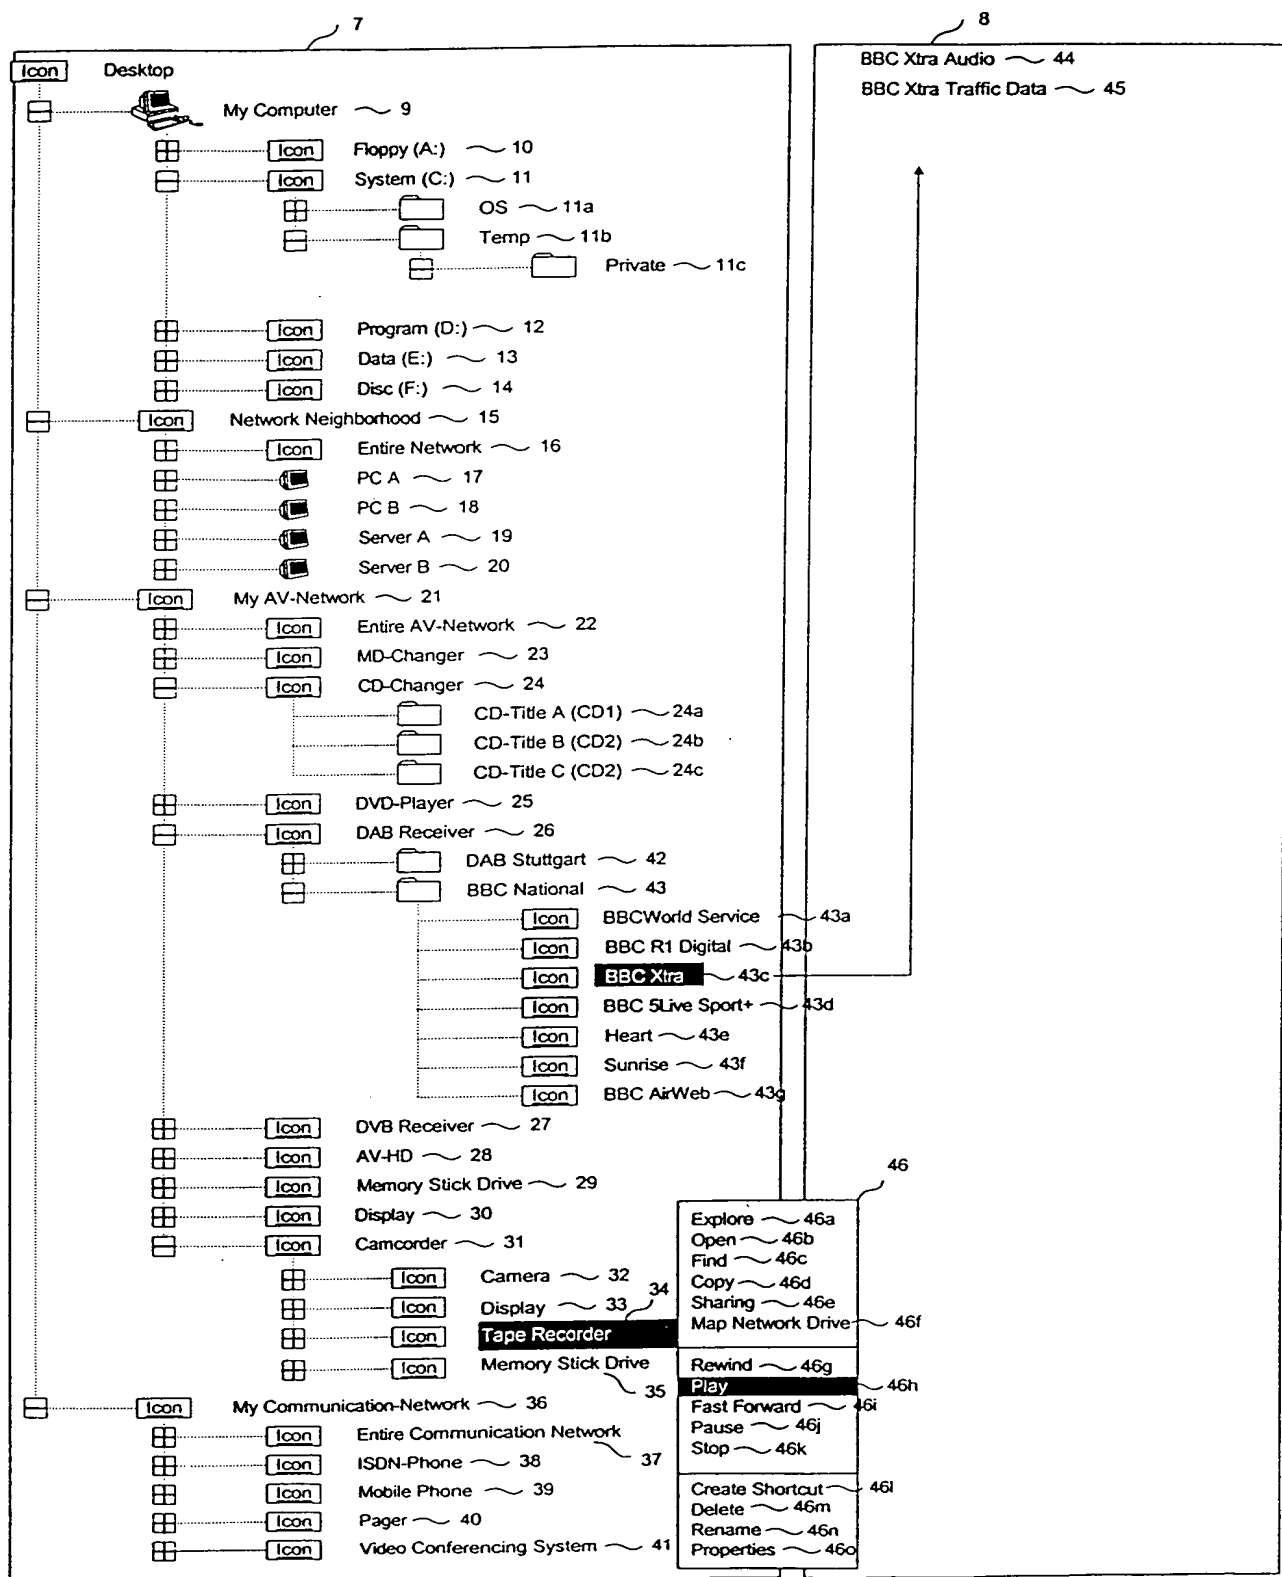 7
8
Icon Desktop
My Computer 9
Icon Floppy (A:) 10
Icon System (C:) 11
OS 11a
Temp 11b
Private 11c
Icon Program (D:) 12
Icon Data (E:) 13
Icon Disc (F:) 14
Icon Network Neighborhood 15
Icon Entire Network 16
PC A 17
PC B 18
Server A 19
Server B 20
Icon My AV-Network 21
Icon Entire AV-Network 22
Icon MD-Changer 23
Icon CD-Changer 24
CD-Title A (CD1) 24a
CD-Title B (CD2) 24b
CD-Title C (CD2) 24c
Icon DVD-Player 25
Icon DAB Receiver 26
DAB Stuttgart 42
BBC National 43
Icon BBCWorld Service 43a
Icon BBC R1 Digital 43b
Icon BBC Xtra 43c
Icon BBC 5Live Sport+ 43d
Icon Heart 43e
Icon Sunrise 43f
Icon BBC AirWeb 43g
Icon DVB Receiver 27
Icon AV-HD 28
Icon Memory Stick Drive 29
Icon Display 30
Icon Camcorder 31
Icon Camera 32
Icon Display 33
34
Icon Tape Recorder
Icon Memory Stick Drive
35
Icon My Communication-Network 36
Icon Entire Communication Network
37
Icon ISDN-Phone 38
Icon Mobile Phone 39
Icon Pager 40
Icon Video Conferencing System 41
46
Explore 46a
Open 46b
Find 46c
Copy 46d
Sharing 46e
Map Network Drive 46f
Rewind 46g
Play 46h
Fast Forward 46i
Pause 46j
Stop 46k
Create Shortcut 46l
Delete 46m
Rename 46n
Properties 46o
BBC Xtra Audio 44
BBC Xtra Traffic Data 45